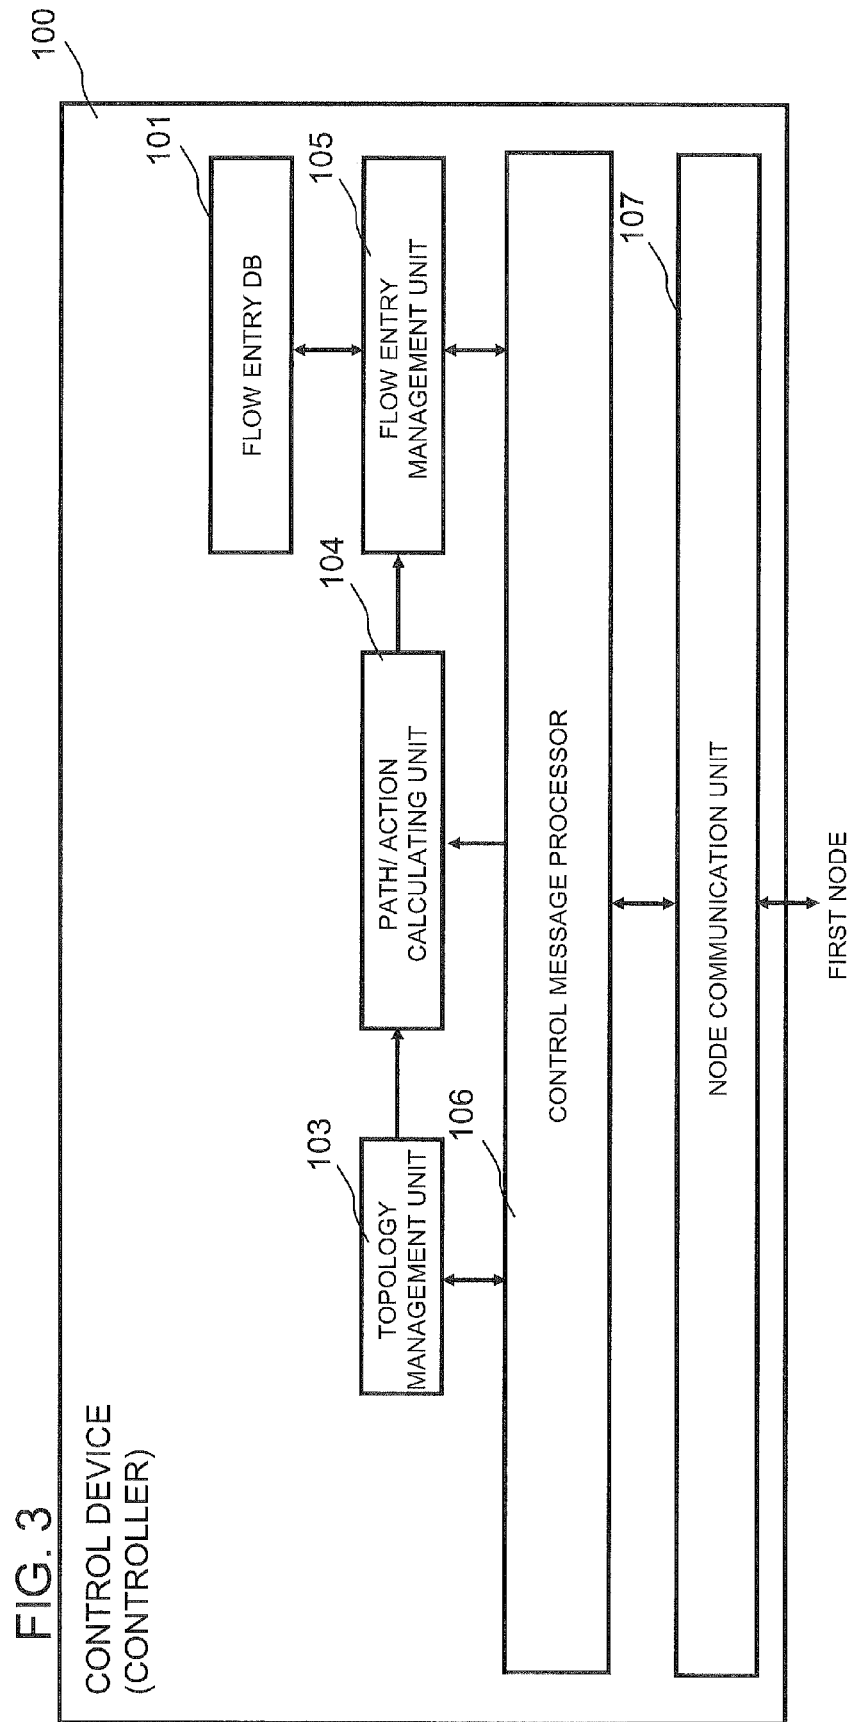 FIG. 3
CONTROL DEVICE
(CONTROLLER)
100
101
FLOW ENTRY DB
103
TOPOLOGY
MANAGEMENT UNIT
104
PATH/ ACTION
CALCULATING UNIT
105
FLOW ENTRY
MANAGEMENT UNIT
106
CONTROL MESSAGE PROCESSOR
107
NODE COMMUNICATION UNIT
FIRST NODE